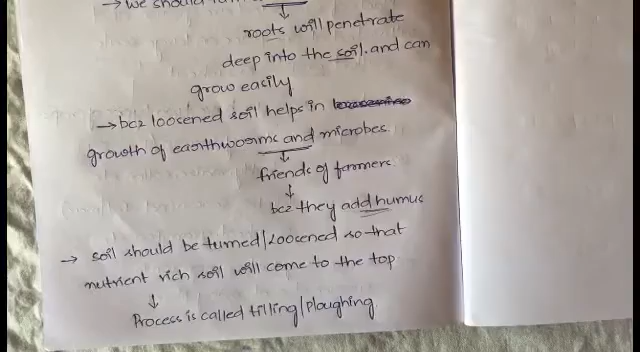 → we should
↓
roots will penetrate
deep into the soil. and can
grow easily
→ bcz loosened soil helps in
growth of earthworms and microbes.
↓
friends of farmers
↓
bcz they add humus
→ soil should be turned/loosened so that
nutrient rich soil will come to the top
↓
Process is called tilling/ploughing